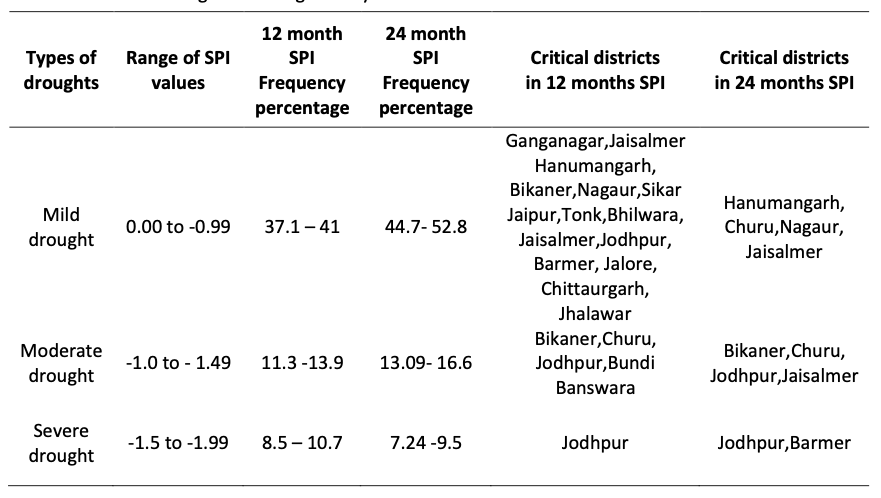 Types of
droughts
Range of SPI
values
12 month
SPI
Frequency
percentage
24 month
SPI
Frequency
percentage
Critical districts
in 12 months SPI
Critical districts
in 24 months SPI
Mild
drought
0.00 to -0.99
37.1 – 41
44.7- 52.8
Ganganagar,Jaisalmer
Hanumangarh,
Bikaner,Nagaur,Sikar
Jaipur,Tonk,Bhilwara,
Jaisalmer,Jodhpur,
Barmer, Jalore,
Chittaurgarh,
Jhalawar
Hanumangarh,
Churu,Nagaur,
Jaisalmer
Moderate
drought
-1.0 to - 1.49
11.3 -13.9
13.09- 16.6
Bikaner,Churu,
Jodhpur,Bundi
Banswara
Bikaner,Churu,
Jodhpur,Jaisalmer
Severe
drought
-1.5 to -1.99
8.5 – 10.7
7.24 -9.5
Jodhpur
Jodhpur,Barmer